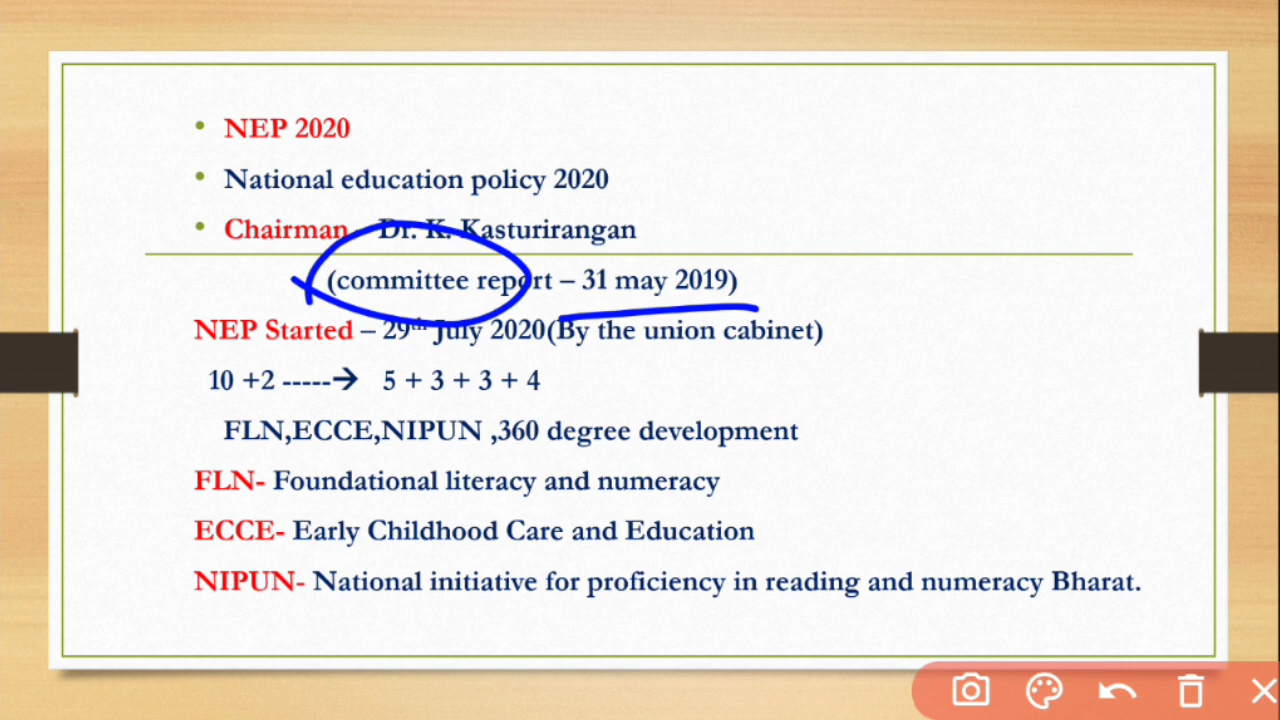 • NEP 2020
• National education policy 2020
• Chairman – Dr. K. Kasturirangan
(committee report – 31 may 2019)
NEP Started – 29th July 2020(By the union cabinet)
10 +2 -----→ 5 + 3 + 3 + 4
FLN,ECCE,NIPUN ,360 degree development
FLN- Foundational literacy and numeracy
ECCE- Early Childhood Care and Education
NIPUN- National initiative for proficiency in reading and numeracy Bharat.